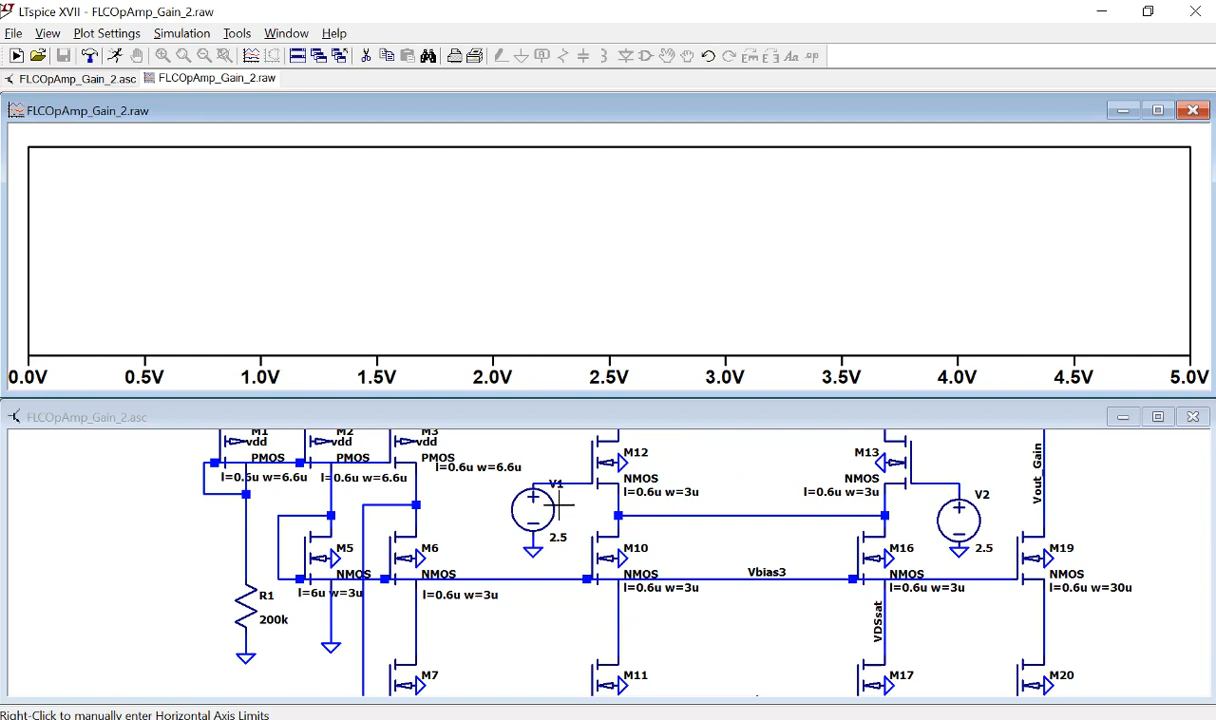 LTspice XVII - FLCOpAmp_Gain_2.raw
File View Plot Settings Simulation Tools Window Help
FLCOpAmp_Gain_2.asc FLCOpAmp_Gain_2.raw
FLCOpAmp_Gain_2.raw
0.0V 0.5V 1.0V 1.5V 2.0V 2.5V 3.0V 3.5V 4.0V 4.5V 5.0V
FLCOpAmp_Gain_2.asc
M1
vdd
PMOS
l=0.6u w=6.6u
M2
vdd
PMOS
l=0.6u w=6.6u
M3
vdd
PMOS
l=0.6u w=6.6u
M12
NMOS
l=0.6u w=3u
M13
NMOS
l=0.6u w=3u
Vout_Gain
V1
2.5
V2
2.5
M5
NMOS
l=6u w=3u
M6
NMOS
l=0.6u w=3u
M10
NMOS
l=0.6u w=3u
Vbias3
M16
NMOS
l=0.6u w=3u
M19
NMOS
l=0.6u w=30u
R1
200k
VDSsat
M7
M11
M17
M20
Right-Click to manually enter Horizontal Axis Limits